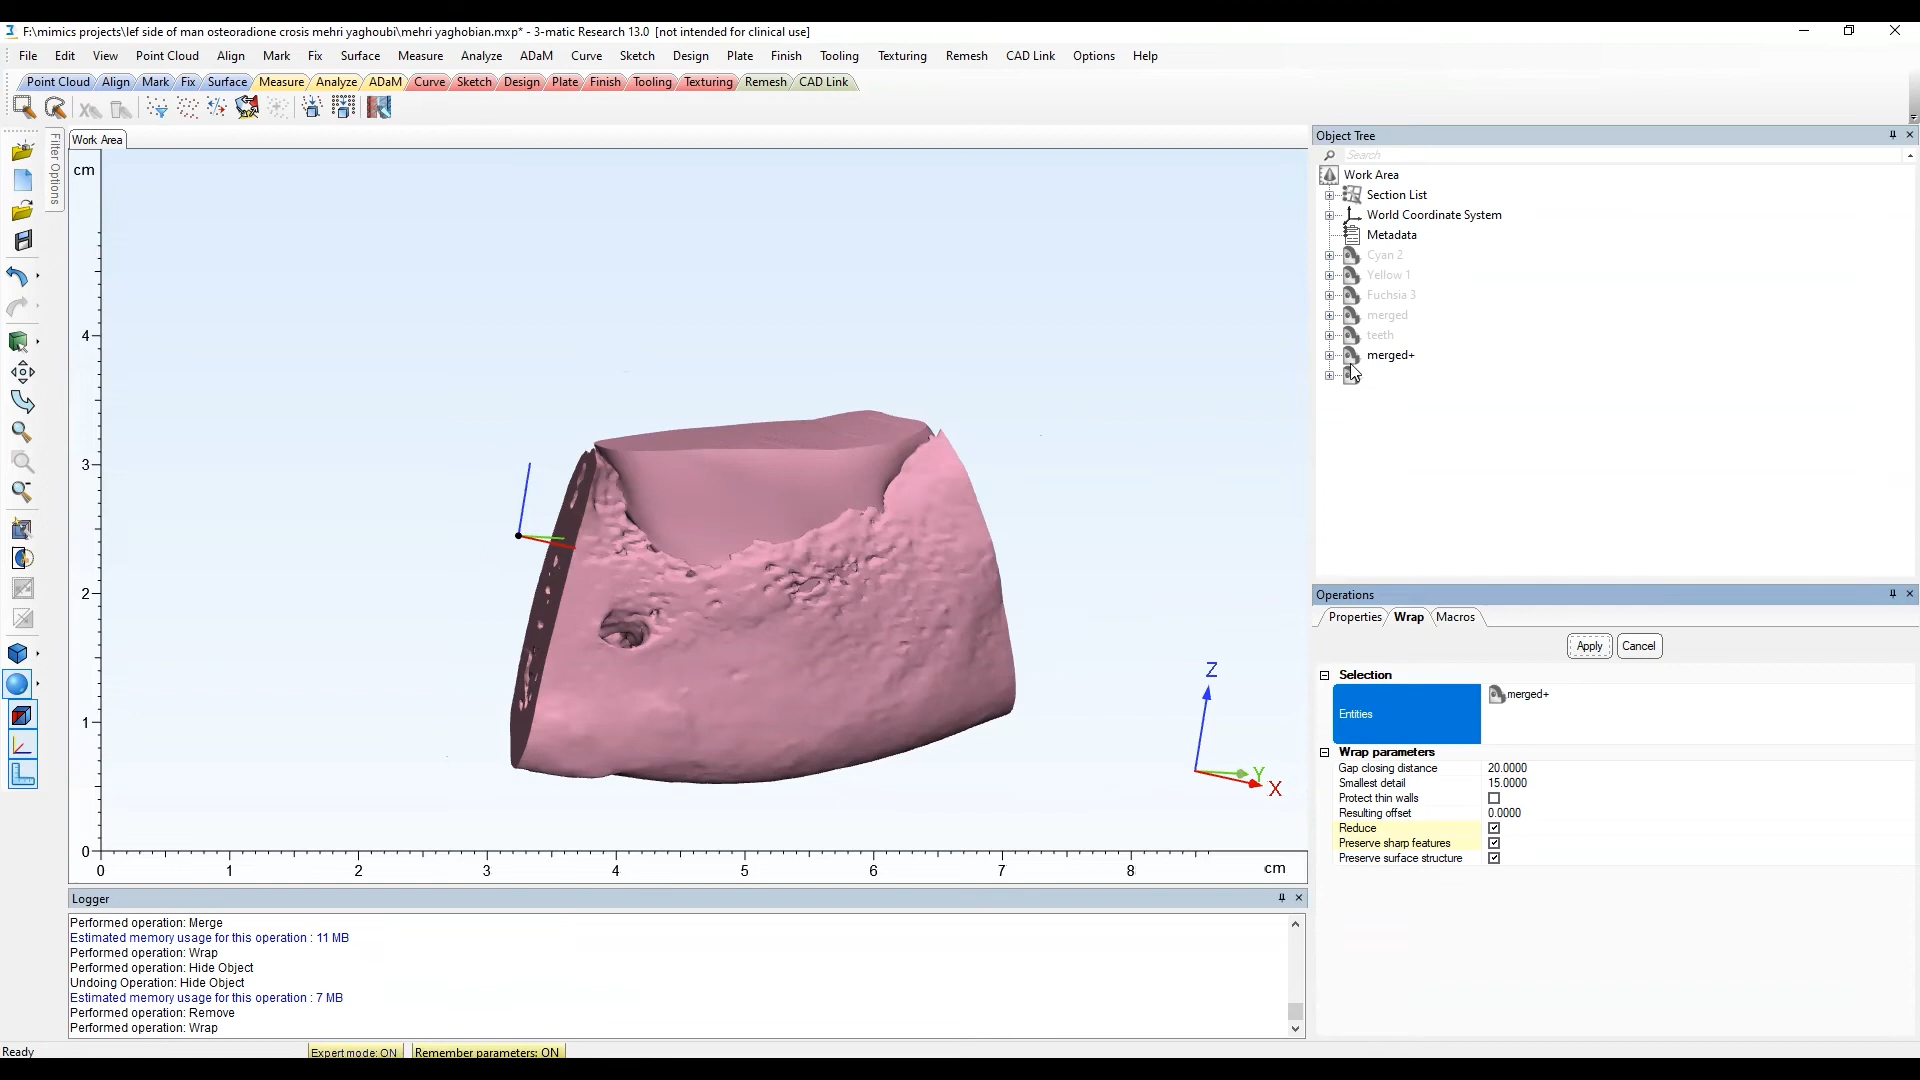 F:\mimics projects\lef side of man osteoradione crosis mehri yaghoubi\mehri yaghobian.mxp* - 3-matic Research 13.0 [not intended for clinical use]
File Edit View Point Cloud Align Mark Fix Surface Measure Analyze ADaM Curve Sketch Design Plate Finish Tooling Texturing Remesh CAD Link Options Help
Point Cloud Align Mark Fix Surface Measure Analyze ADaM Curve Sketch Design Plate Finish Tooling Texturing Remesh CAD Link
Filter Options
Work Area
cm
4
3
2
1
0
0 1 2 3 4 5 6 7 8 cm
Z
Y
X
Object Tree
Search
Work Area
Section List
World Coordinate System
Metadata
Cyan 2
Yellow 1
Fuchsia 3
merged
teeth
merged+
Operations
Properties Wrap Macros
Apply Cancel
Selection
Entities merged+
Wrap parameters
Gap closing distance 20.0000
Smallest detail 15.0000
Protect thin walls
Resulting offset 0.0000
Reduce
Preserve sharp features
Preserve surface structure
Logger
Performed operation: Merge
Estimated memory usage for this operation : 11 MB
Performed operation: Wrap
Performed operation: Hide Object
Undoing Operation: Hide Object
Estimated memory usage for this operation : 7 MB
Performed operation: Remove
Performed operation: Wrap
Ready Expert mode: ON Remember parameters: ON